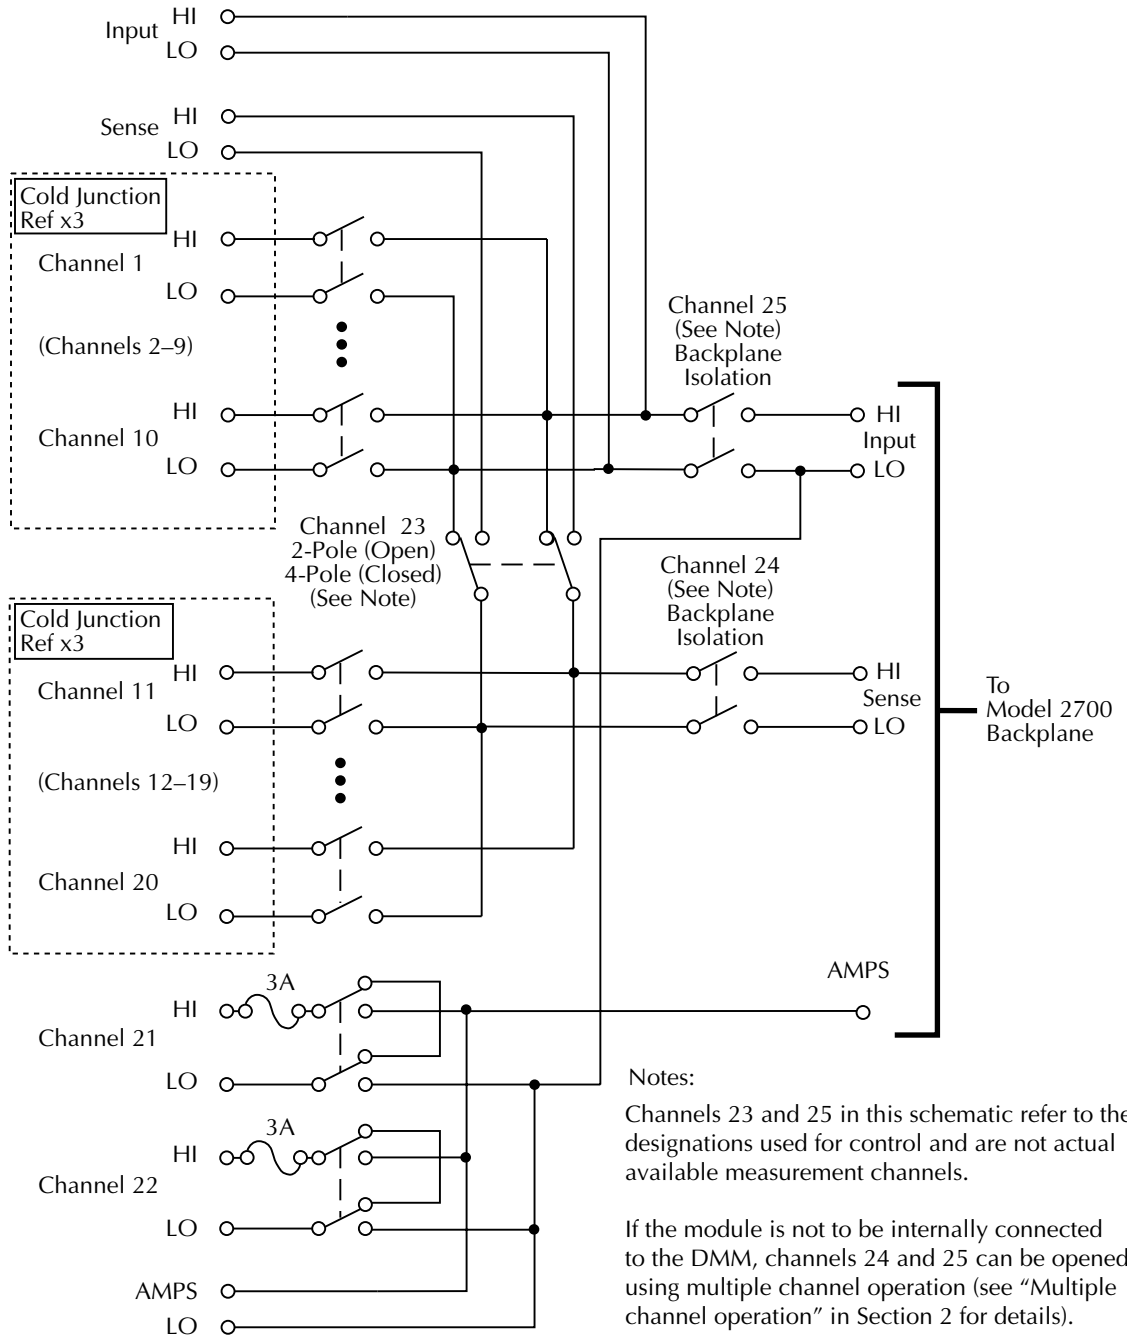 HI
Input
LO
HI
Sense
LO
Cold Junction
Ref x3
HI
Channel 1
LO
(Channels 2–9)
HI
Channel 10
LO
Channel 25
(See Note)
Backplane
Isolation
HI
Input
LO
Channel 23
2-Pole (Open)
4-Pole (Closed)
(See Note)
Channel 24
(See Note)
Backplane
Isolation
Cold Junction
Ref x3
HI
Channel 11
LO
(Channels 12–19)
HI
Channel 20
LO
HI
Sense
LO
To
Model 2700
Backplane
AMPS
3A
HI
Channel 21
LO
3A
HI
Channel 22
LO
AMPS
LO
Notes:
Channels 23 and 25 in this schematic refer to the
designations used for control and are not actual
available measurement channels.
If the module is not to be internally connected
to the DMM, channels 24 and 25 can be opened
using multiple channel operation (see “Multiple
channel operation” in Section 2 for details).